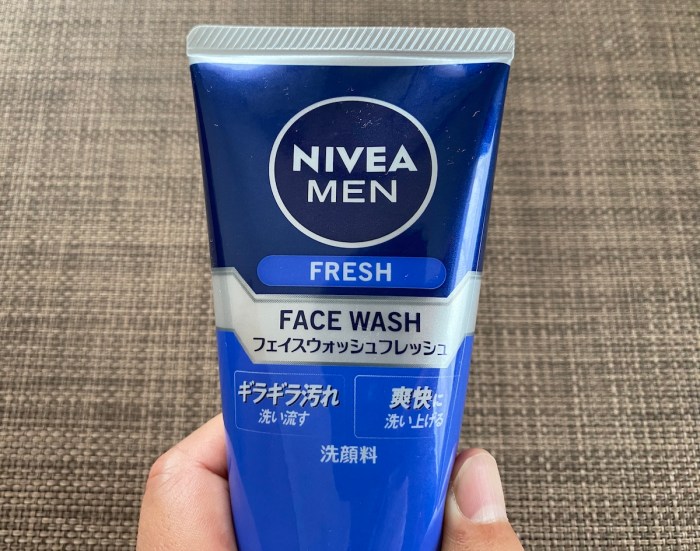 NIVEA
MEN
FRESH
FACE WASH
フェイスウォッシュフレッシュ
ギラギラ汚れ
洗い流す
爽快に
洗い上げる
洗顔料